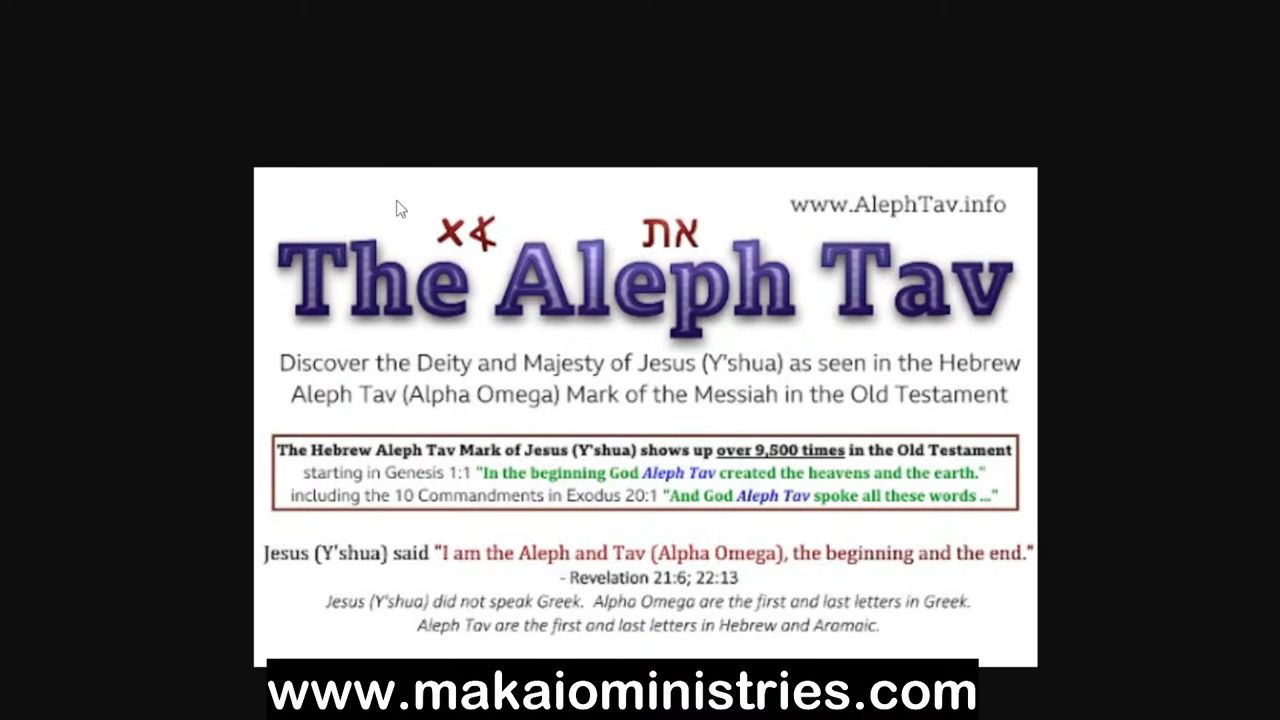 www.AlephTav.info
𐤀𐤕 את
The Aleph Tav
Discover the Deity and Majesty of Jesus (Y'shua) as seen in the Hebrew
Aleph Tav (Alpha Omega) Mark of the Messiah in the Old Testament
The Hebrew Aleph Tav Mark of Jesus (Y'shua) shows up over 9,500 times in the Old Testament
starting in Genesis 1:1 "In the beginning God Aleph Tav created the heavens and the earth."
including the 10 Commandments in Exodus 20:1 "And God Aleph Tav spoke all these words ..."
Jesus (Y'shua) said "I am the Aleph and Tav (Alpha Omega), the beginning and the end."
- Revelation 21:6; 22:13
Jesus (Y'shua) did not speak Greek. Alpha Omega are the first and last letters in Greek.
Aleph Tav are the first and last letters in Hebrew and Aramaic.
www.makaioministries.com